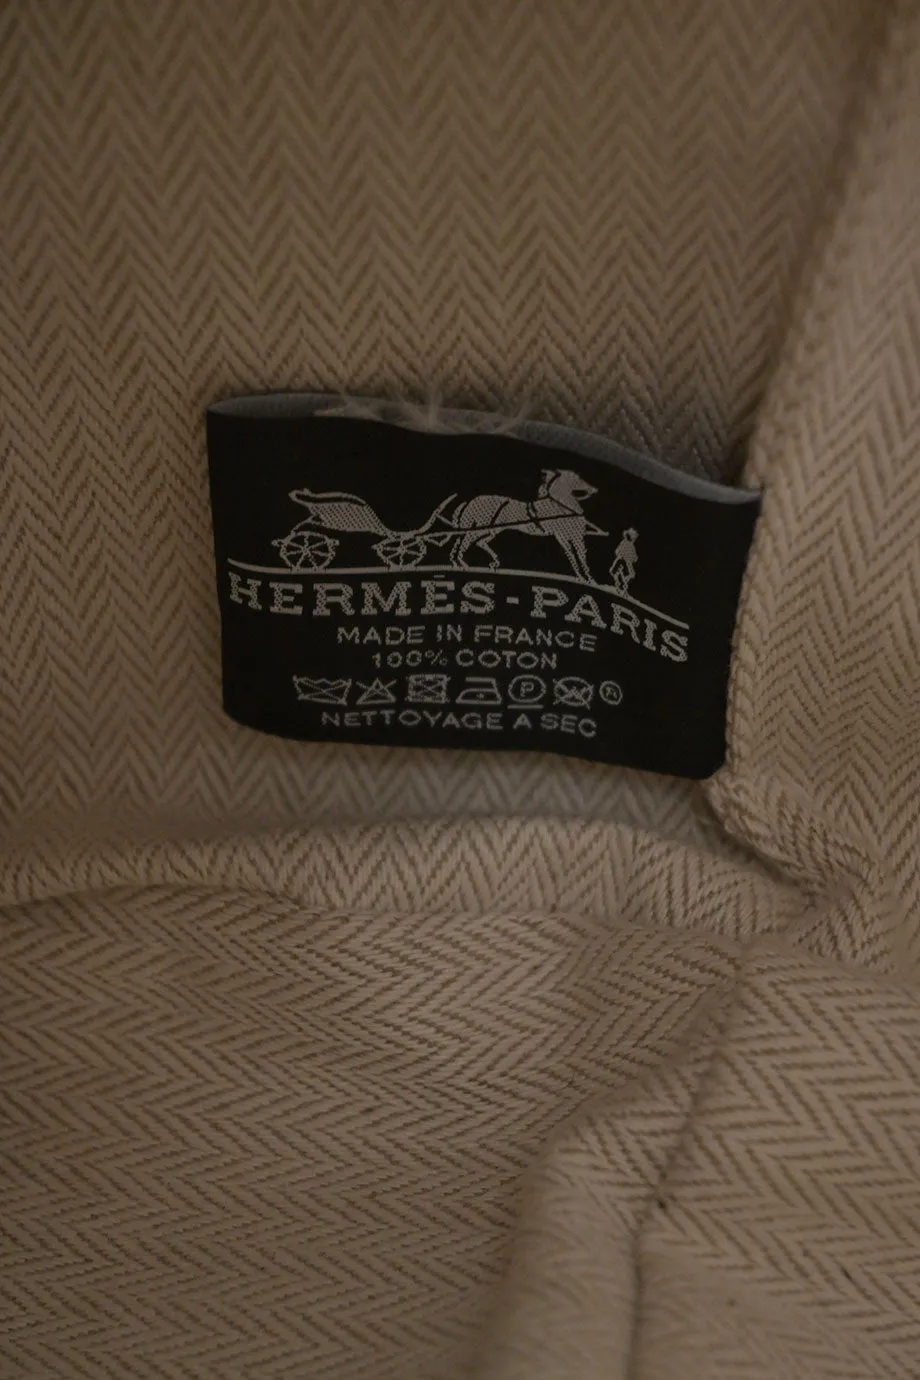 HERMÈS-PARIS
MADE IN FRANCE
100% COTON
NETTOYAGE A SEC